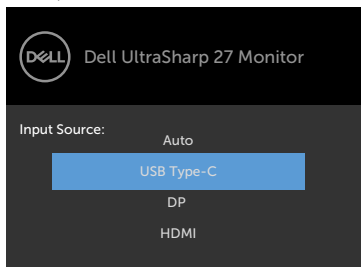 DELL
Dell UltraSharp 27 Monitor
Input Source:
Auto
USB Type-C
DP
HDMI